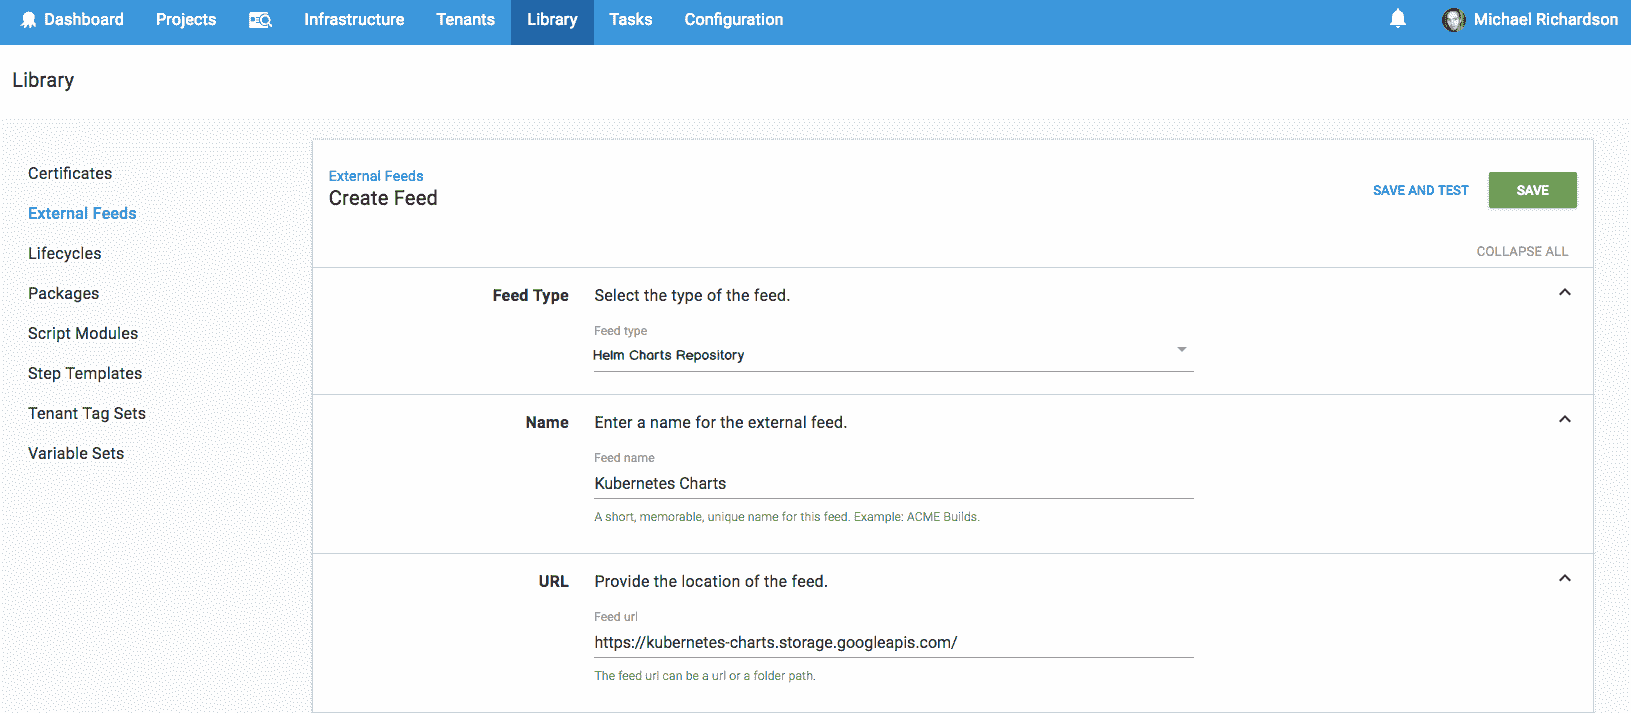 Dashboard Projects Infrastructure Tenants Library Tasks Configuration Michael Richardson
Library
Certificates
External Feeds
Lifecycles
Packages
Script Modules
Step Templates
Tenant Tag Sets
Variable Sets
External Feeds
Create Feed
SAVE AND TEST SAVE
COLLAPSE ALL
Feed Type Select the type of the feed.
Feed type
Helm Charts Repository
Name Enter a name for the external feed.
Feed name
Kubernetes Charts
A short, memorable, unique name for this feed. Example: ACME Builds.
URL Provide the location of the feed.
Feed url
https://kubernetes-charts.storage.googleapis.com/
The feed url can be a url or a folder path.